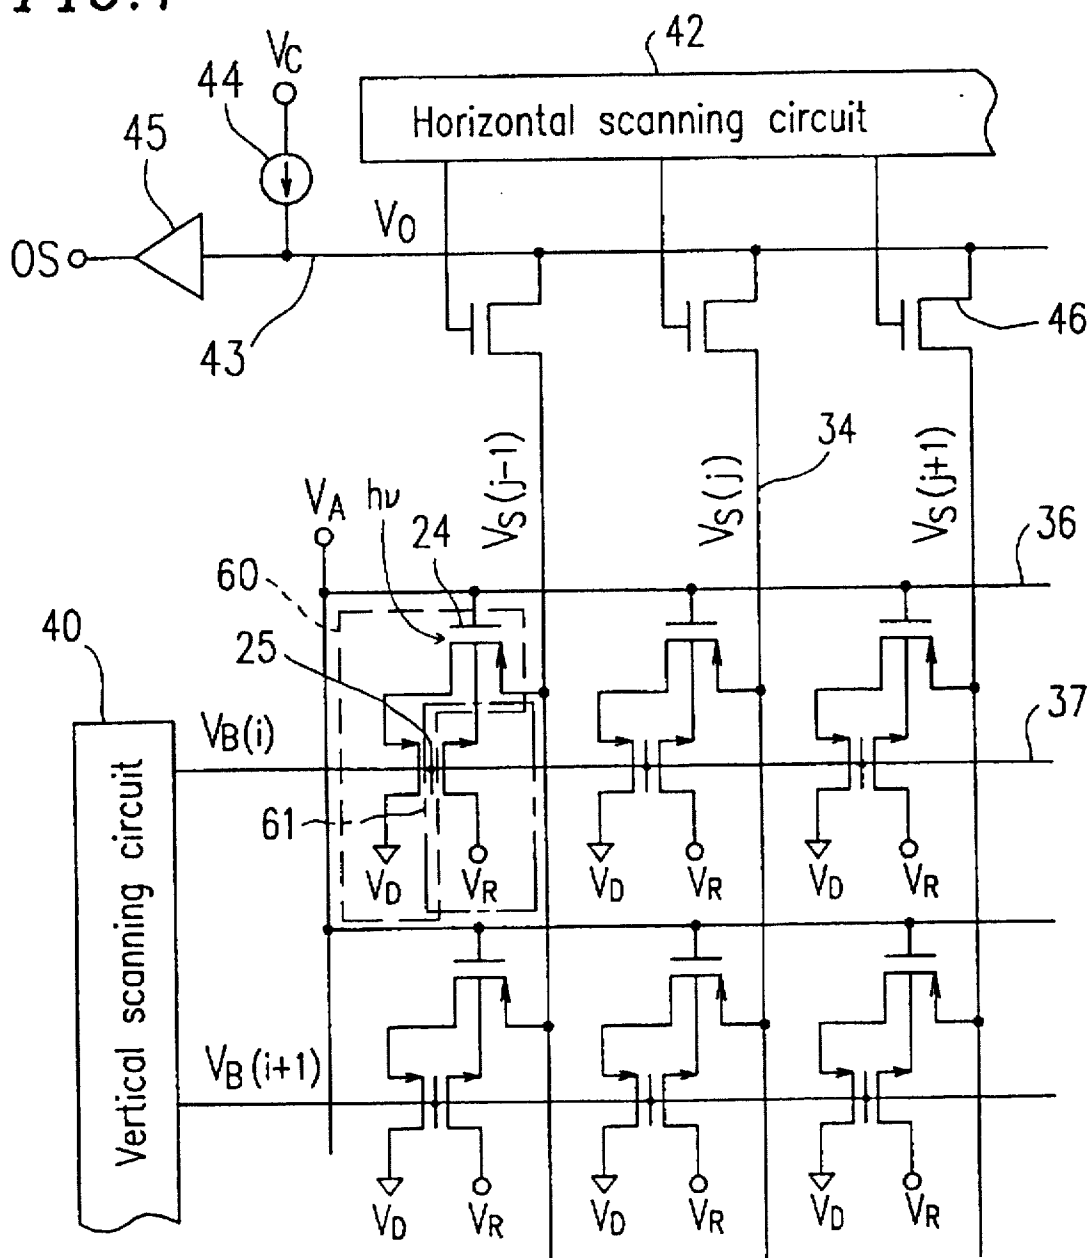 FIG.7
42
VC
44
Horizontal scanning circuit
45
VO
OS
43
46
VS(j-1)
34
VS(j)
VS(j+1)
VA
hν
24
36
60
40
25
37
VB(i)
61
VD
VR
VD
VR
VD
VR
Vertical scanning circuit
VB(i+1)
VD
VR
VD
VR
VD
VR